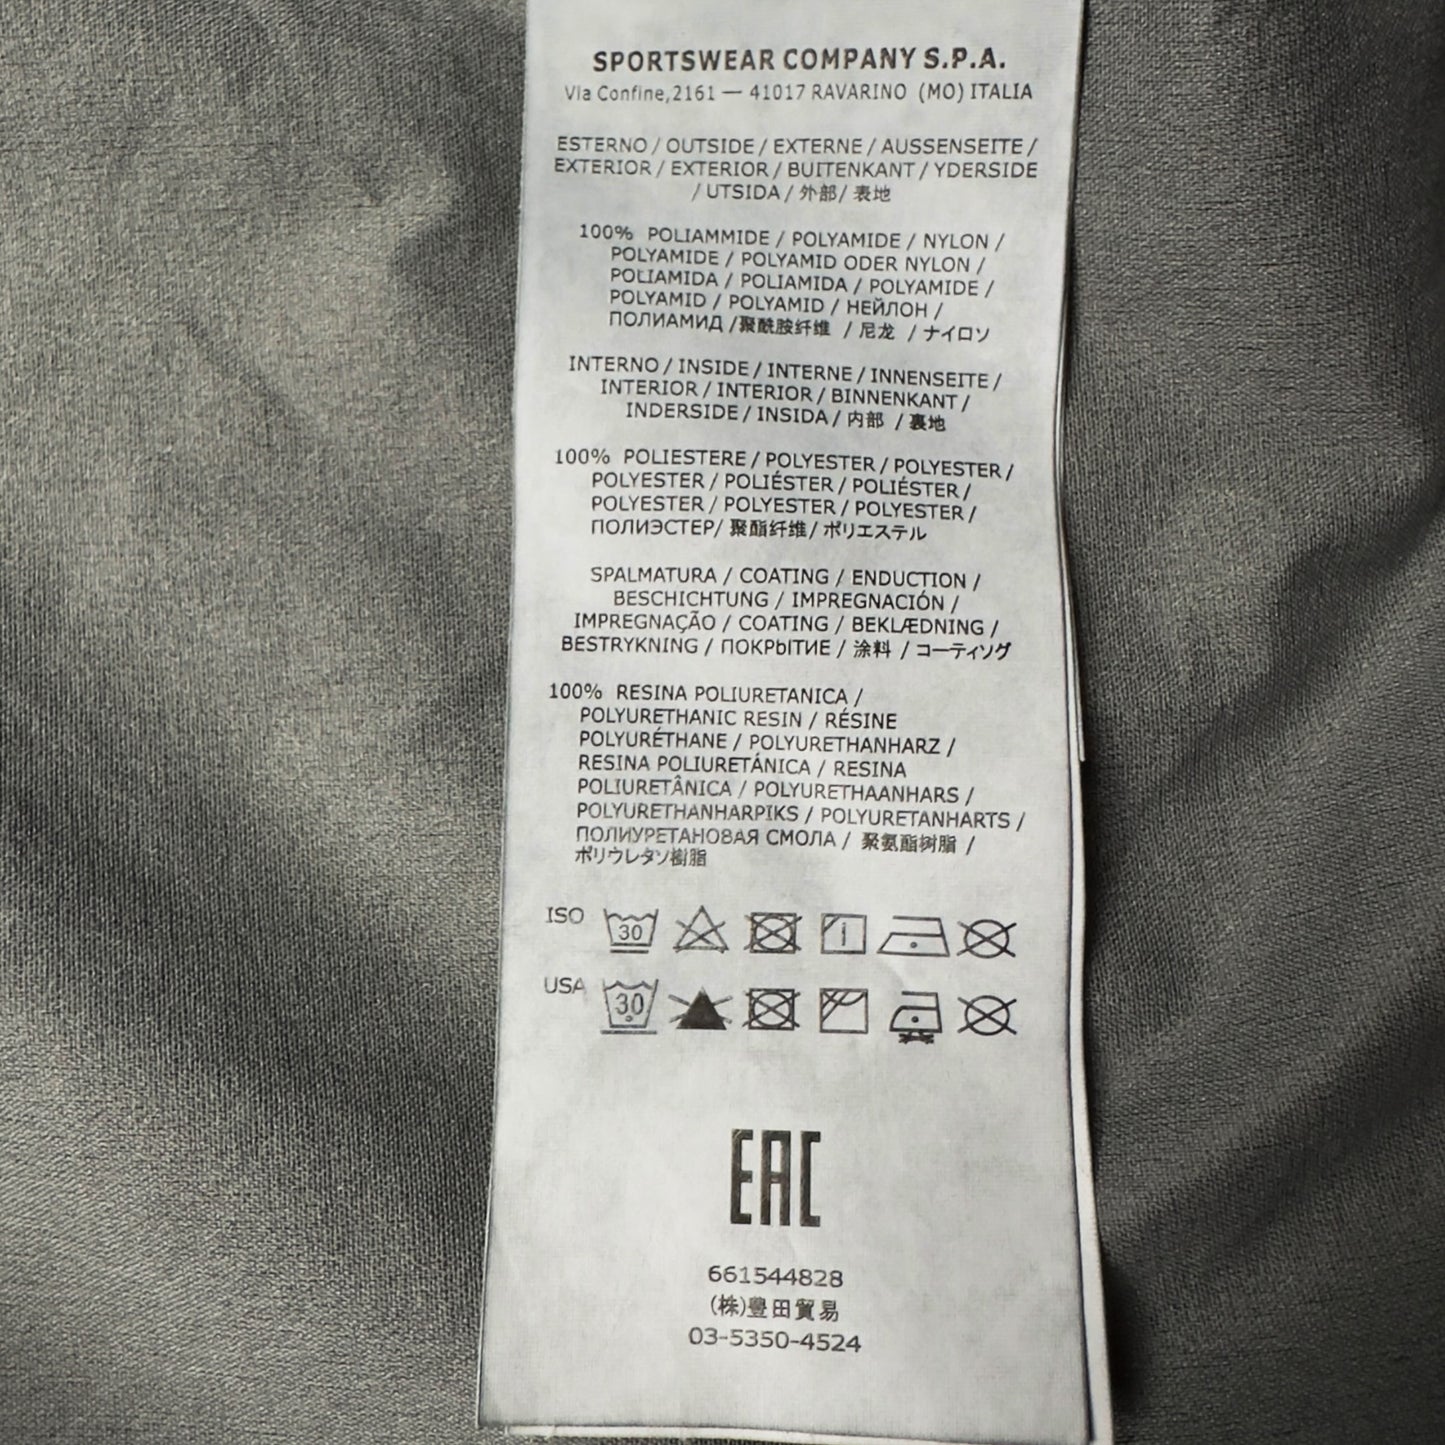 SPORTSWEAR COMPANY S.P.A.
Via Confine,2161 — 41017 RAVARINO (MO) ITALIA
ESTERNO / OUTSIDE / EXTERNE / AUSSENSEITE /
EXTERIOR / EXTERIOR / BUITENKANT / YDERSIDE
/ UTSIDA / 外部 / 表地
100% POLIAMMIDE / POLYAMIDE / NYLON /
POLYAMIDE / POLYAMID ODER NYLON /
POLIAMIDA / POLIAMIDA / POLYAMIDE /
POLYAMID / POLYAMID / НЕЙЛОН /
ПОЛИАМИД /聚酰胺纤维 / 尼龙 / ナイロソ
INTERNO / INSIDE / INTERNE / INNENSEITE /
INTERIOR / INTERIOR / BINNENKANT /
INDERSIDE / INSIDA / 内部 / 裏地
100% POLIESTERE / POLYESTER / POLYESTER /
POLYESTER / POLIÉSTER / POLIÉSTER /
POLYESTER / POLYESTER / POLYESTER /
ПОЛИЭСТЕР/ 聚酯纤维/ ポリエステル
SPALMATURA / COATING / ENDUCTION /
BESCHICHTUNG / IMPREGNACIÓN /
IMPREGNAÇÃO / COATING / BEKLÆDNING /
BESTRYKNING / ПОКРЫТИЕ / 涂料 / コーティソグ
100% RESINA POLIURETANICA /
POLYURETHANIC RESIN / RÉSINE
POLYURÉTHANE / POLYURETHANHARZ /
RESINA POLIURETÁNICA / RESINA
POLIURETÂNICA / POLYURETHAANHARS /
POLYURETHANHARPIKS / POLYURETANHARTS /
ПОЛИУРЕТАНОВАЯ СМОЛА / 聚氨酯树脂 /
ポリウレタソ樹脂
ISO 30
USA 30
EAC
661544828
(株)豊田貿易
03-5350-4524